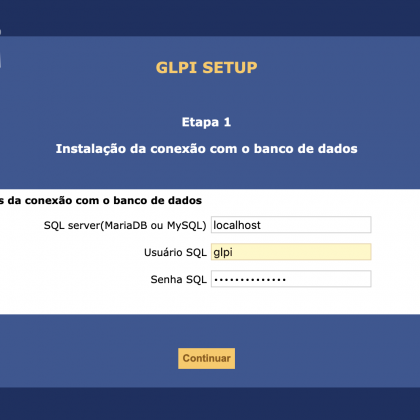 GLPI SETUP
Etapa 1
Instalação da conexão com o banco de dados
da conexão com o banco de dados
SQL server(MariaDB ou MySQL) localhost
Usuário SQL glpi
Senha SQL ••••••••••••••
Continuar